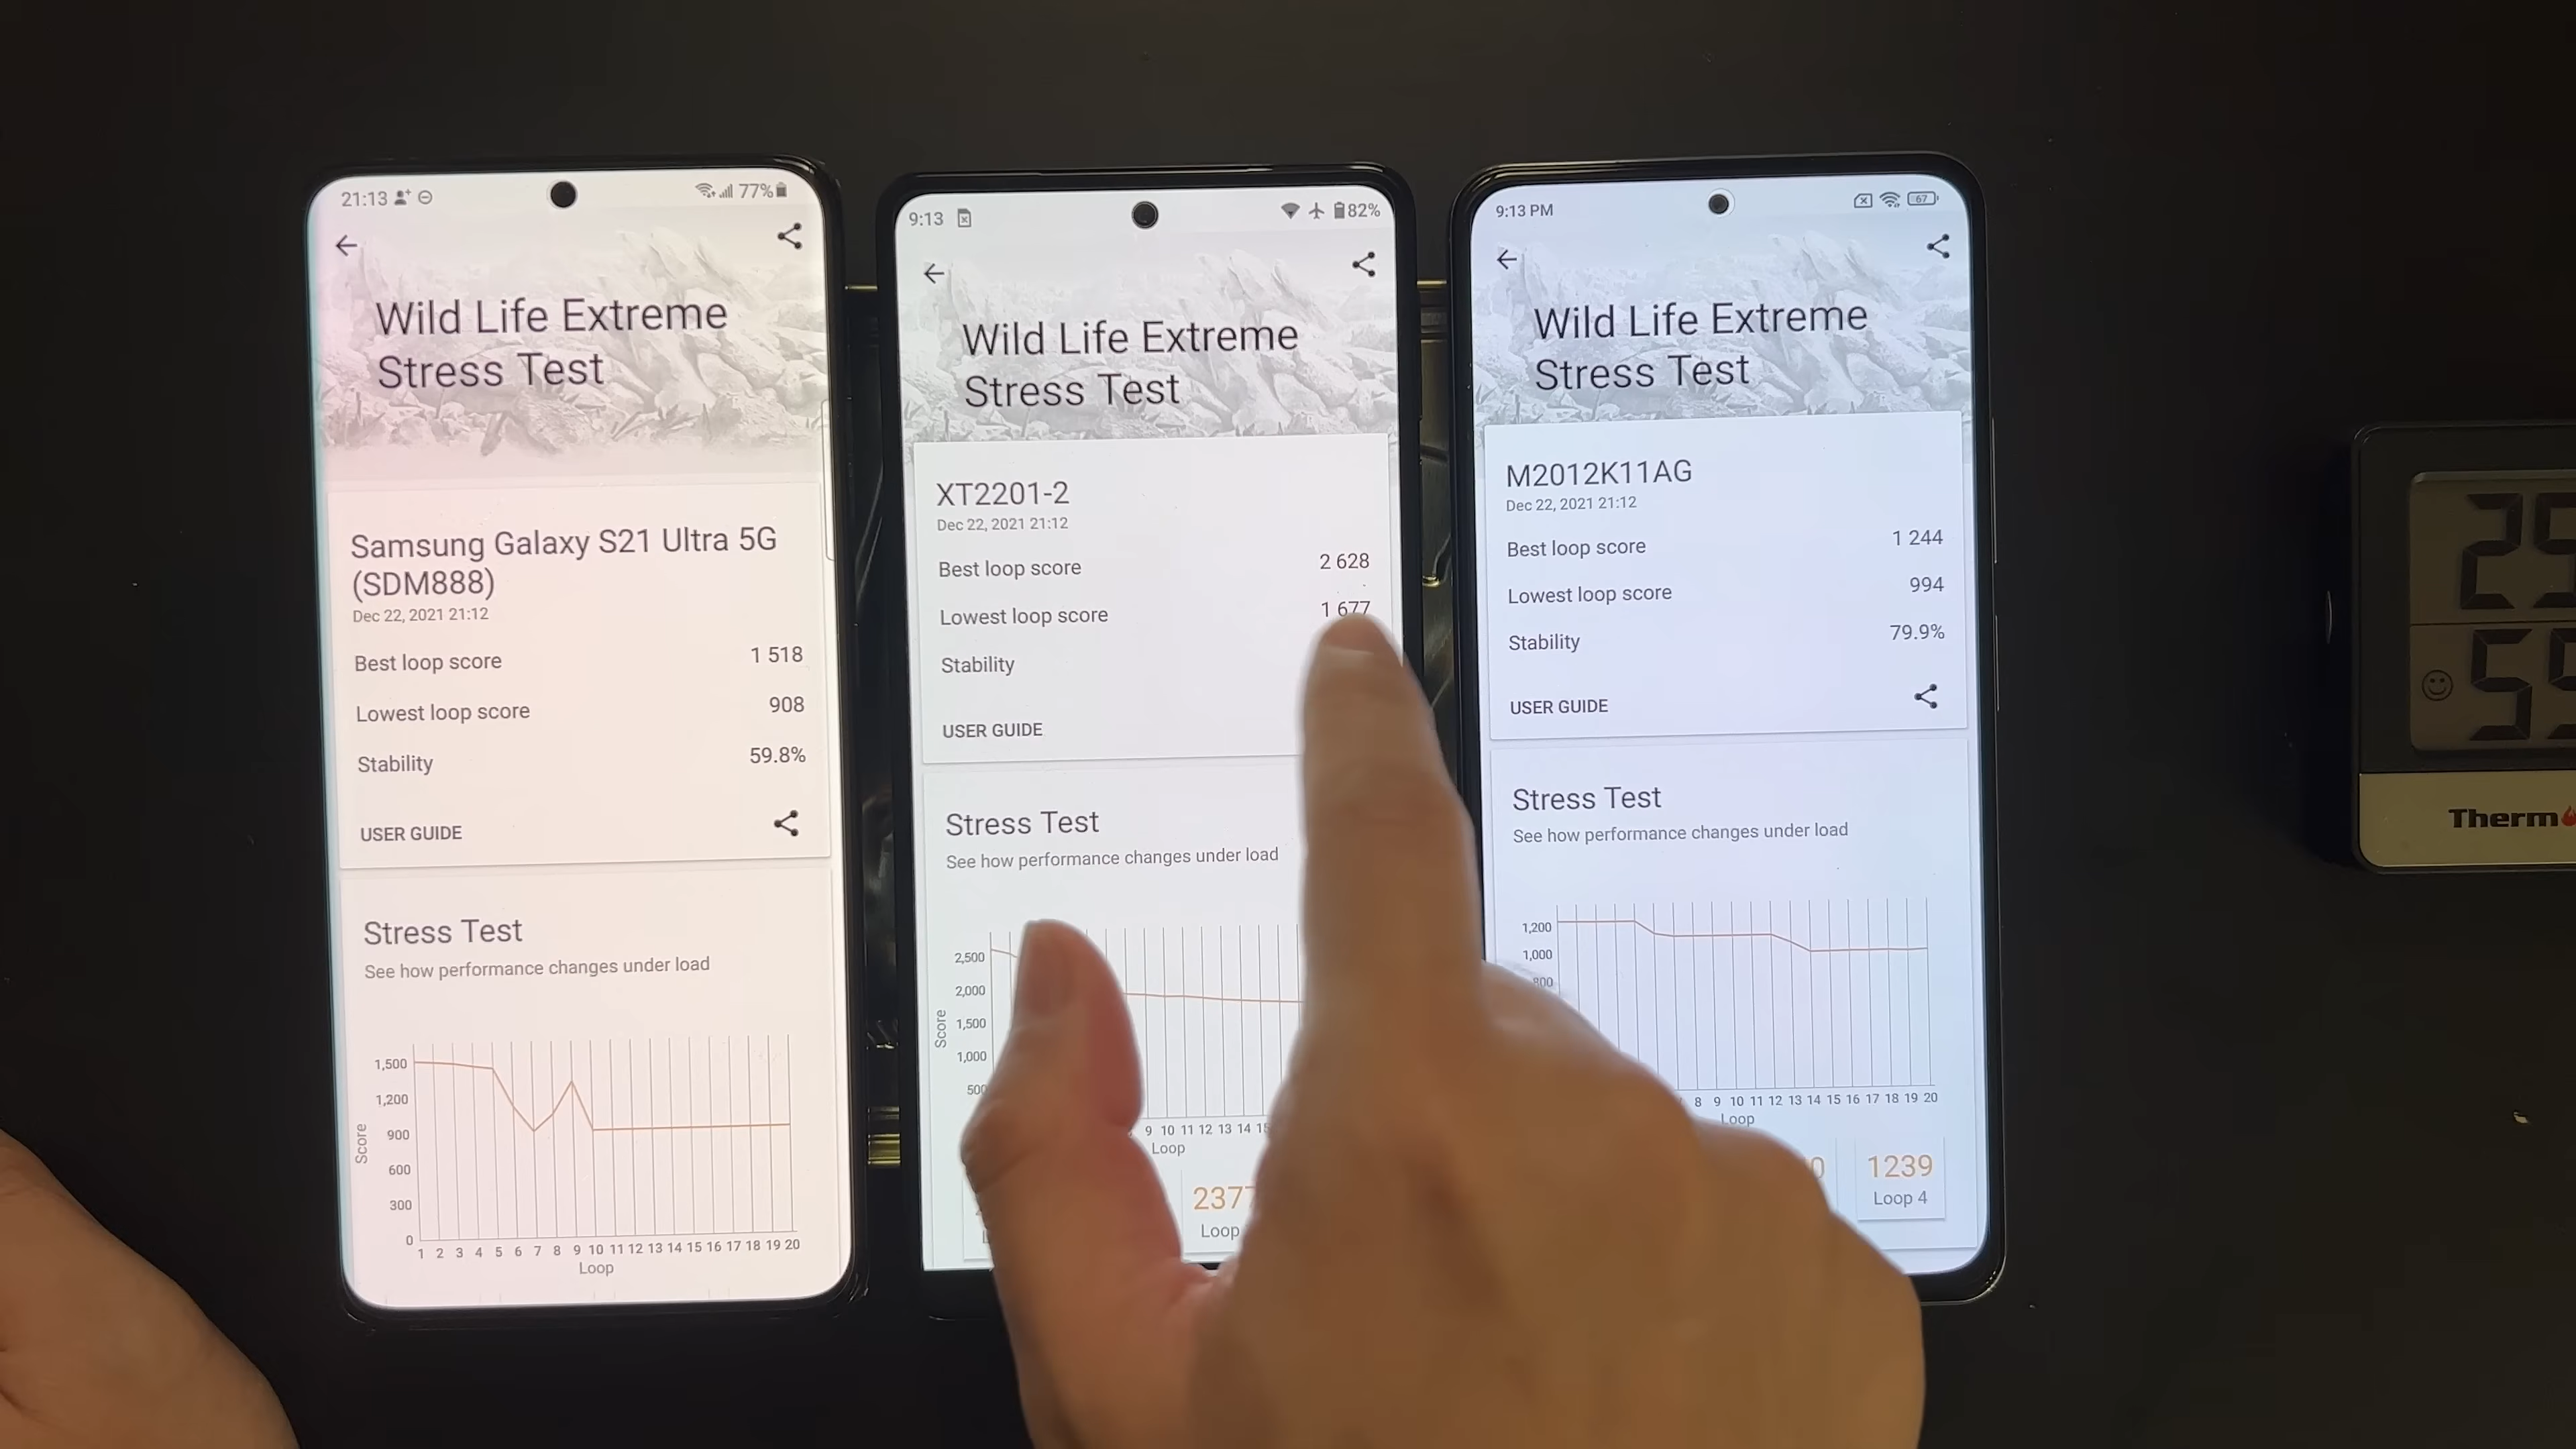 21:13
77%
Wild Life Extreme
Stress Test
Samsung Galaxy S21 Ultra 5G
(SDM888)
Dec 22, 2021 21:12
Best loop score 1 518
Lowest loop score 908
Stability 59.8%
USER GUIDE
Stress Test
See how performance changes under load
1,500
1,200
900
600
300
0
Score
1 2 3 4 5 6 7 8 9 10 11 12 13 14 15 16 17 18 19 20
Loop
9:13
82%
Wild Life Extreme
Stress Test
XT2201-2
Dec 22, 2021 21:12
Best loop score 2 628
Lowest loop score 1 677
Stability
USER GUIDE
Stress Test
See how performance changes under load
2,500
2,000
1,500
1,000
500
Score
9 10 11 12 13 14 15
Loop
2377
Loop
9:13 PM
67
Wild Life Extreme
Stress Test
M2012K11AG
Dec 22, 2021 21:12
Best loop score 1 244
Lowest loop score 994
Stability 79.9%
USER GUIDE
Stress Test
See how performance changes under load
1,200
1,000
800
8 9 10 11 12 13 14 15 16 17 18 19 20
Loop
1239
Loop 4
Therm